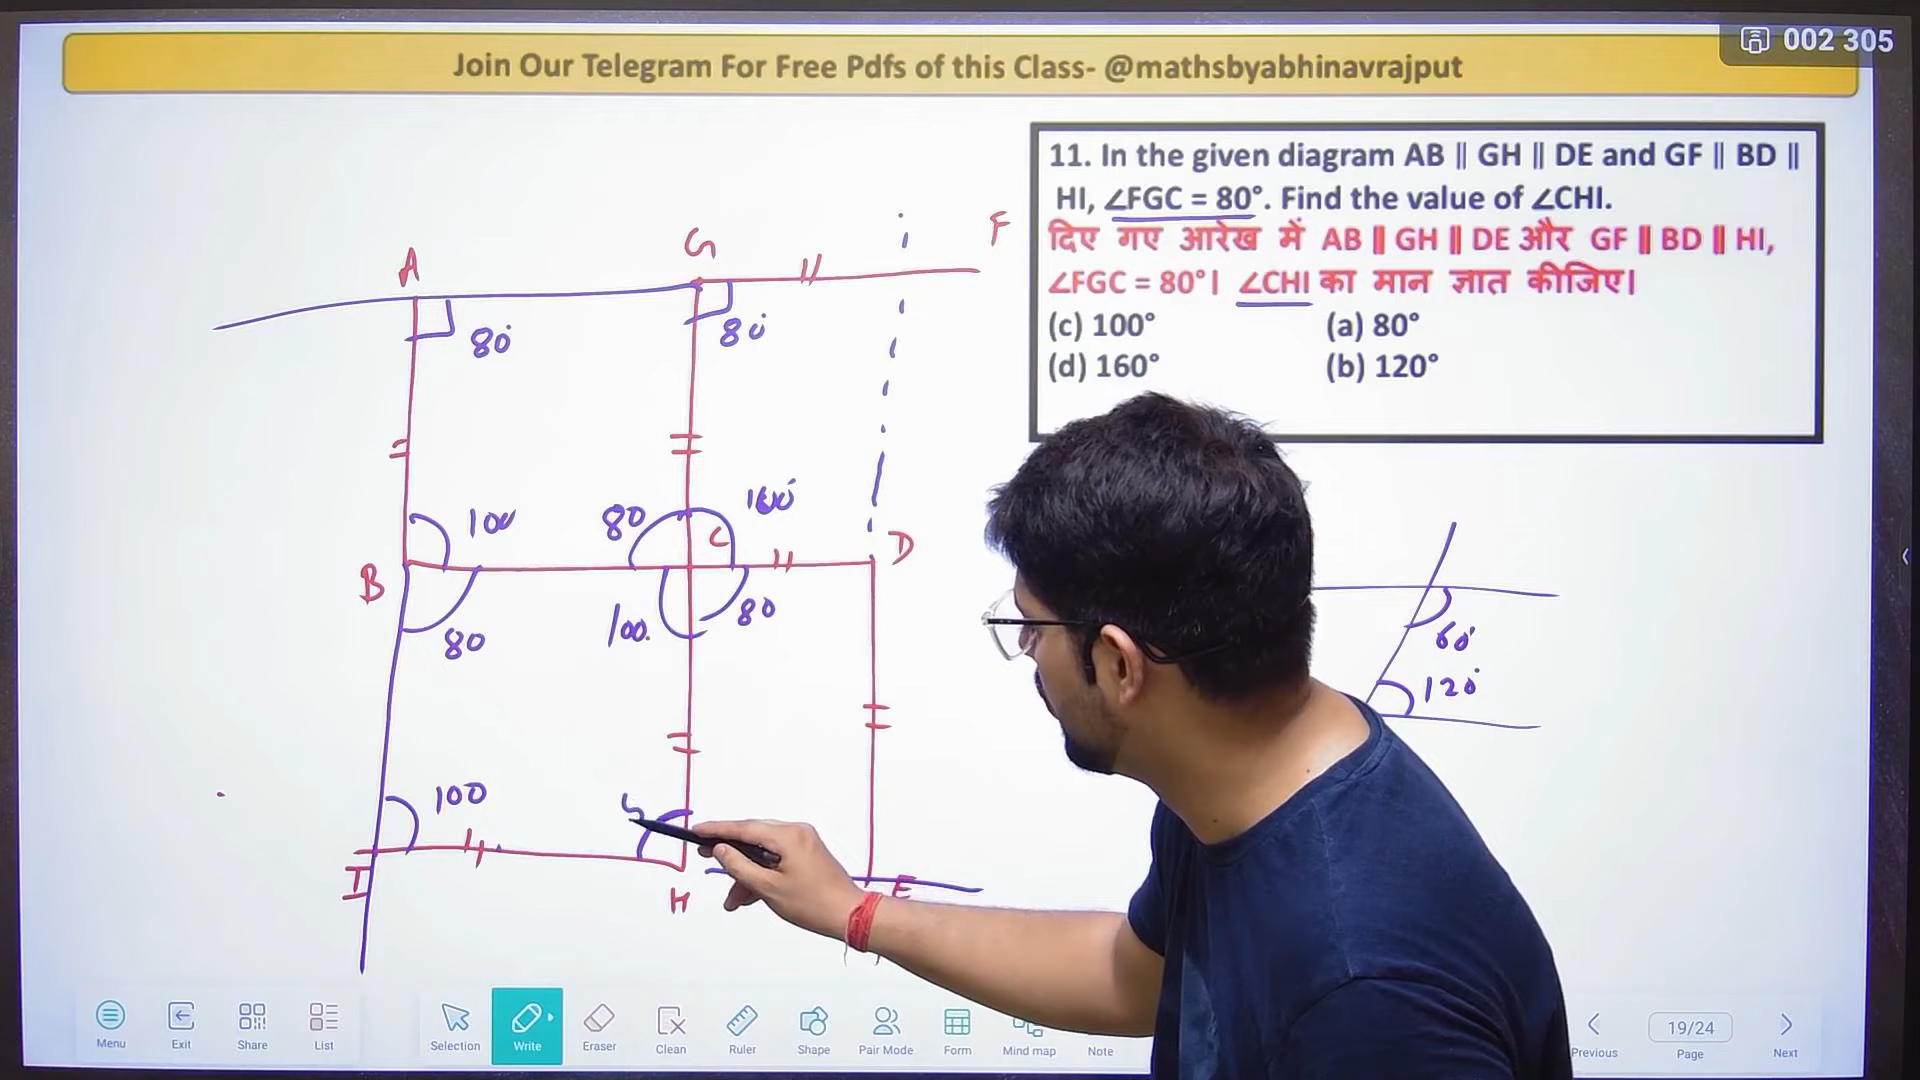 002 305
Join Our Telegram For Free Pdfs of this Class- @mathsbyabhinavrajput
11. In the given diagram AB || GH || DE and GF || BD ||
HI, ∠FGC = 80°. Find the value of ∠CHI.
दिए गए आरेख में AB || GH || DE और GF || BD || HI,
∠FGC = 80°। ∠CHI का मान ज्ञात कीजिए।
(c) 100° (a) 80°
(d) 160° (b) 120°
A G F
80° 80°
100 80 100°
B C D
80 100. 80
60°
120°
100
I H E
Menu Exit Share List Selection Write Eraser Clean Ruler Shape Pair Mode Form Mind map Note Previous 19/24 Page Next